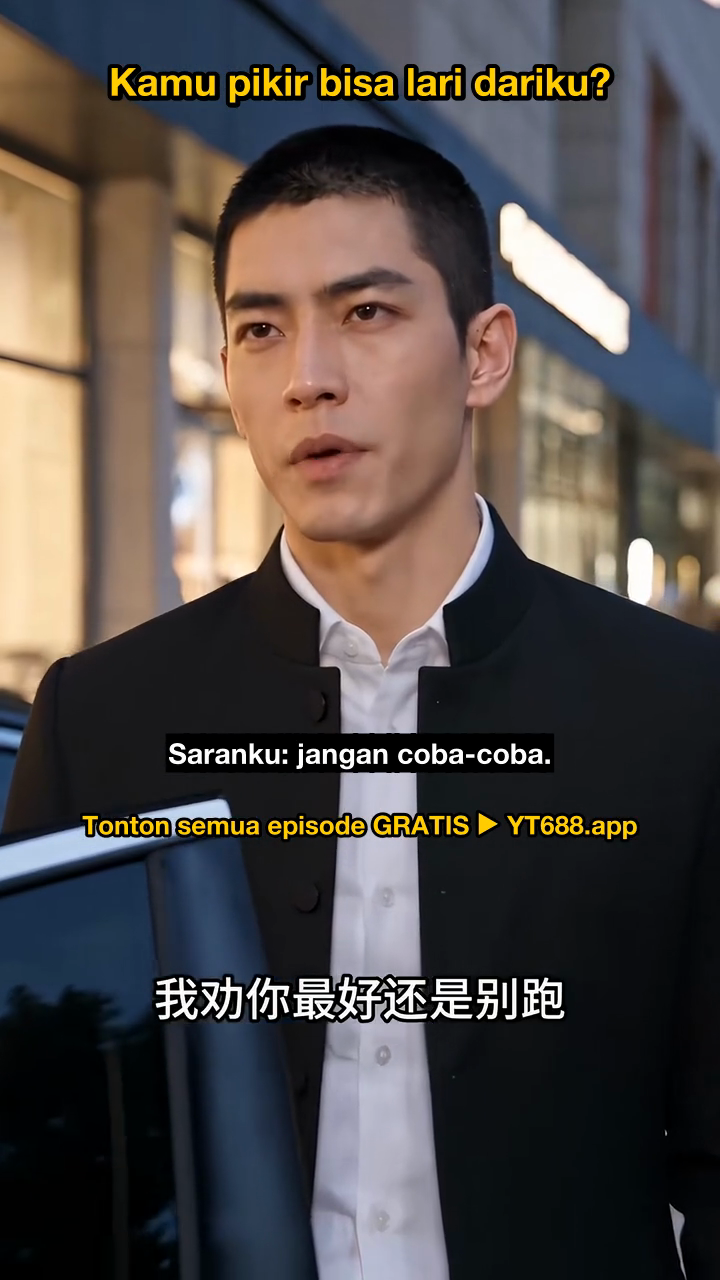 Kamu pikir bisa lari dariku?
Saranku: jangan coba-coba.
Tonton semua episode GRATIS ▶ YT688.app
我劝你最好还是别跑